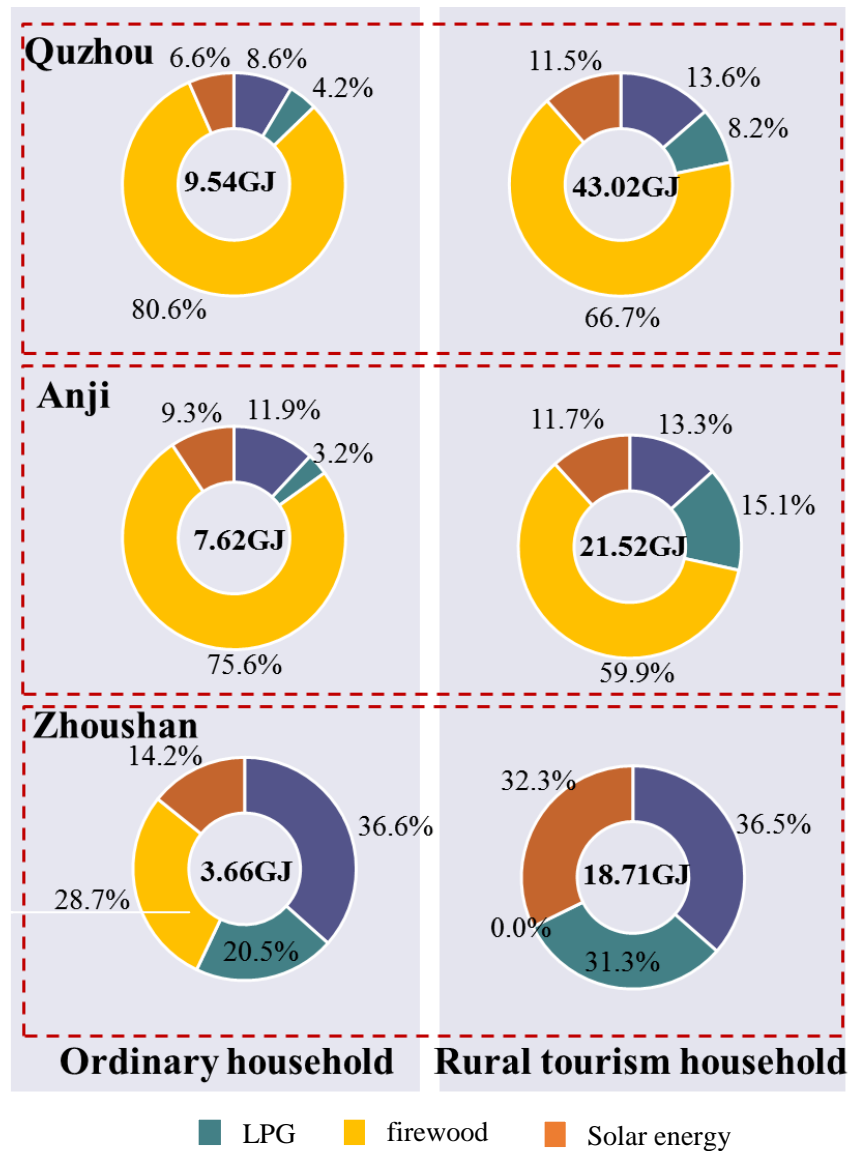 Quzhou
6.6% 8.6%
4.2%
9.54GJ
80.6%
11.5% 13.6%
8.2%
43.02GJ
66.7%
Anji
9.3% 11.9%
3.2%
7.62GJ
75.6%
11.7% 13.3%
15.1%
21.52GJ
59.9%
Zhoushan
14.2%
36.6%
3.66GJ
28.7%
20.5%
32.3%
36.5%
18.71GJ
0.0%
31.3%
Ordinary household
Rural tourism household
LPG firewood Solar energy